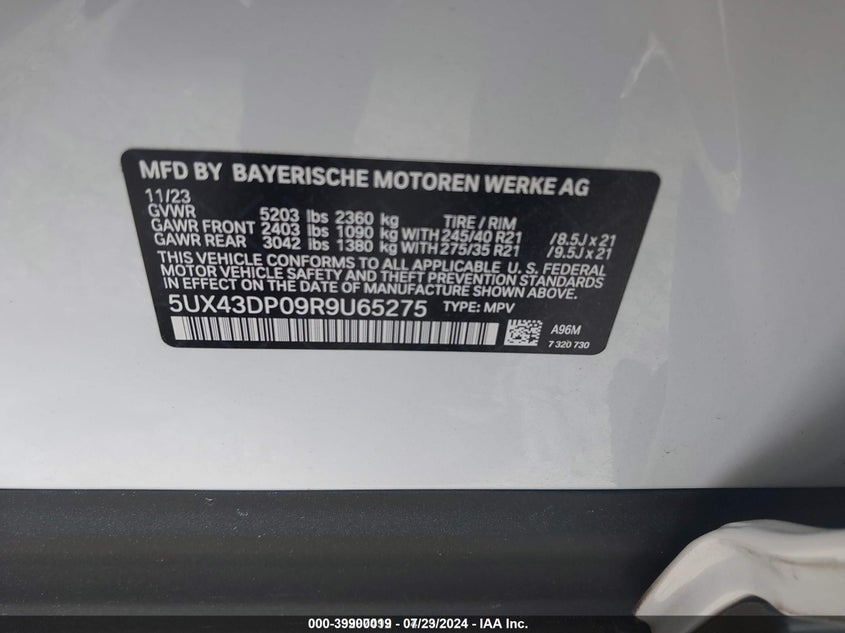 MFD BY BAYERISCHE MOTOREN WERKE AG
11/23
GVWR 5203 lbs 2360 kg TIRE / RIM
GAWR FRONT 2403 lbs 1090 kg WITH 245/40 R21 /8.5J x 21
GAWR REAR 3042 lbs 1380 kg WITH 275/35 R21 /9.5J x 21
THIS VEHICLE CONFORMS TO ALL APPLICABLE U. S. FEDERAL
MOTOR VEHICLE SAFETY AND THEFT PREVENTION STANDARDS
IN EFFECT ON THE DATE OF MANUFACTURE SHOWN ABOVE.
5UX43DP09R9U65275 TYPE: MPV
A96M
7 320 730
07/23/2024 - IAA Inc.